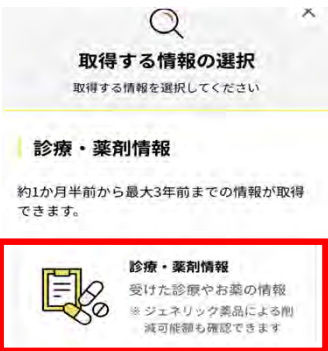 取得する情報の選択
取得する情報を選択してください
診療・薬剤情報
約1か月半前から最大3年前までの情報が取得
できます。
診療・薬剤情報
受けた診療やお薬の情報
※ ジェネリック薬品による削
減可能額も確認できます